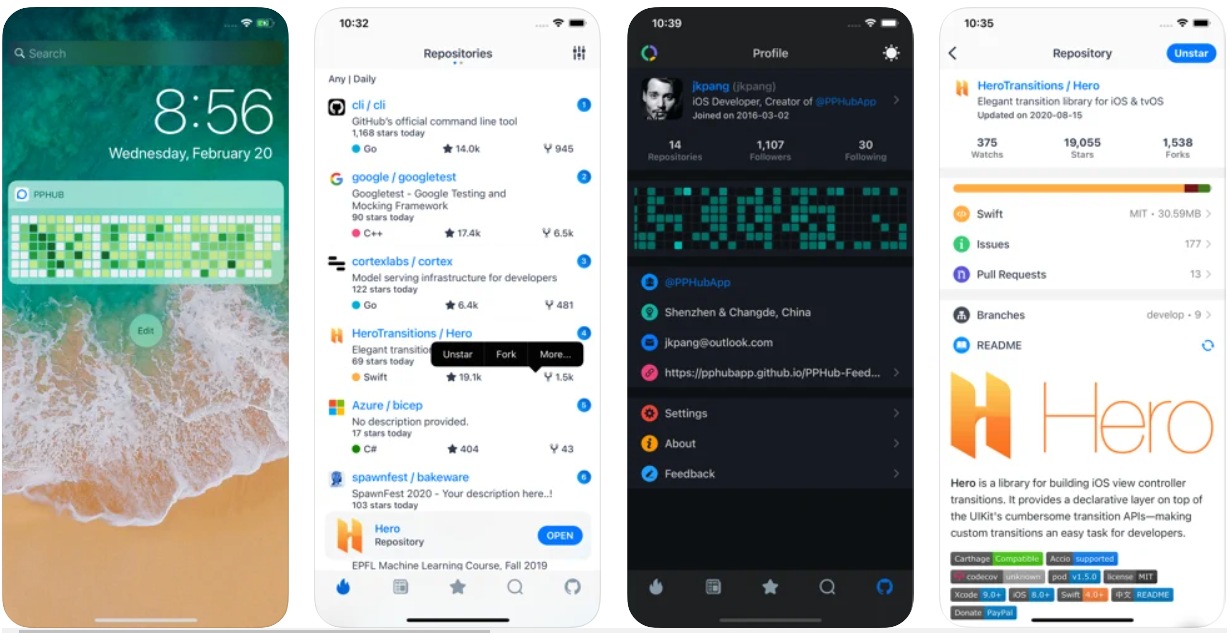 Search
8:56
Wednesday, February 20
PPHUB
Edit
10:32
Repositories
Any | Daily
cli / cli
1
GitHub's official command line tool
1,168 stars today
Go
14.0k
945
google / googletest
2
Googletest - Google Testing and
Mocking Framework
90 stars today
C++
17.4k
6.5k
cortexlabs / cortex
3
Model serving infrastructure for developers
122 stars today
Go
6.4k
481
HeroTransitions / Hero
4
Elegant
69 stars today
Unstar
Fork
More...
Swift
19.1k
1.5k
Azure / bicep
5
No description provided.
17 stars today
C#
404
43
spawnfest / bakeware
6
SpawnFest 2020 - Your description here..!
103 stars today
Hero
Repository
OPEN
EPFL Machine Learning Course, Fall 2019
10:39
Profile
jkpang (jkpang)
iOS Developer, Creator of @PPHubApp
Joined on 2016-03-02
14
Repositories
1,107
Followers
30
Following
@PPHubApp
Shenzhen & Changde, China
jkpang@outlook.com
https://pphubapp.github.io/PPHub-Feed...
Settings
About
Feedback
10:35
Repository
Unstar
HeroTransitions / Hero
Elegant transition library for iOS & tvOS
Updated on 2020-08-15
375
Watchs
19,055
Stars
1,538
Forks
Swift
MIT • 30.59MB
Issues
177
Pull Requests
13
Branches
develop • 9
README
Hero
Hero is a library for building iOS view controller
transitions. It provides a declarative layer on top of
the UIKit's cumbersome transition APIs—making
custom transitions an easy task for developers.
Carthage Compatible Accio supported
codecov unknown pod v1.5.0 license MIT
Xcode 9.0+ iOS 8.0+ Swift 4.0+ 中文 README
Donate PayPal